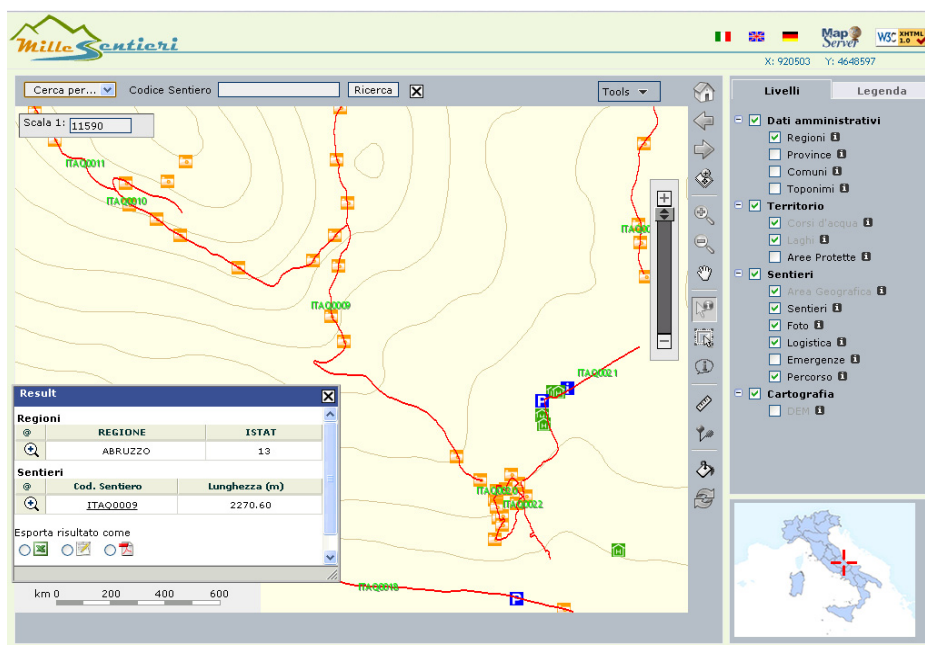 Mille Sentieri
Map Server
W3C XHTML 1.0
X: 920503 Y: 4648597
Cerca per... Codice Sentiero Ricerca Tools
Scala 1: 11590
ITAQ0011
ITAQ0010
ITAQ0009
ITAQ0021
ITAQ0022
ITAQ0018
P
P
i
Result
Regioni
@ REGIONE ISTAT
ABRUZZO 13
Sentieri
@ Cod. Sentiero Lunghezza (m)
ITAQ0009 2270.60
Esporta risultato come
km 0 200 400 600
Livelli Legenda
Dati amministrativi
Regioni
Province
Comuni
Toponimi
Territorio
Corsi d'acqua
Laghi
Aree Protette
Sentieri
Area Geografica
Sentieri
Foto
Logistica
Emergenze
Percorso
Cartografia
DEM